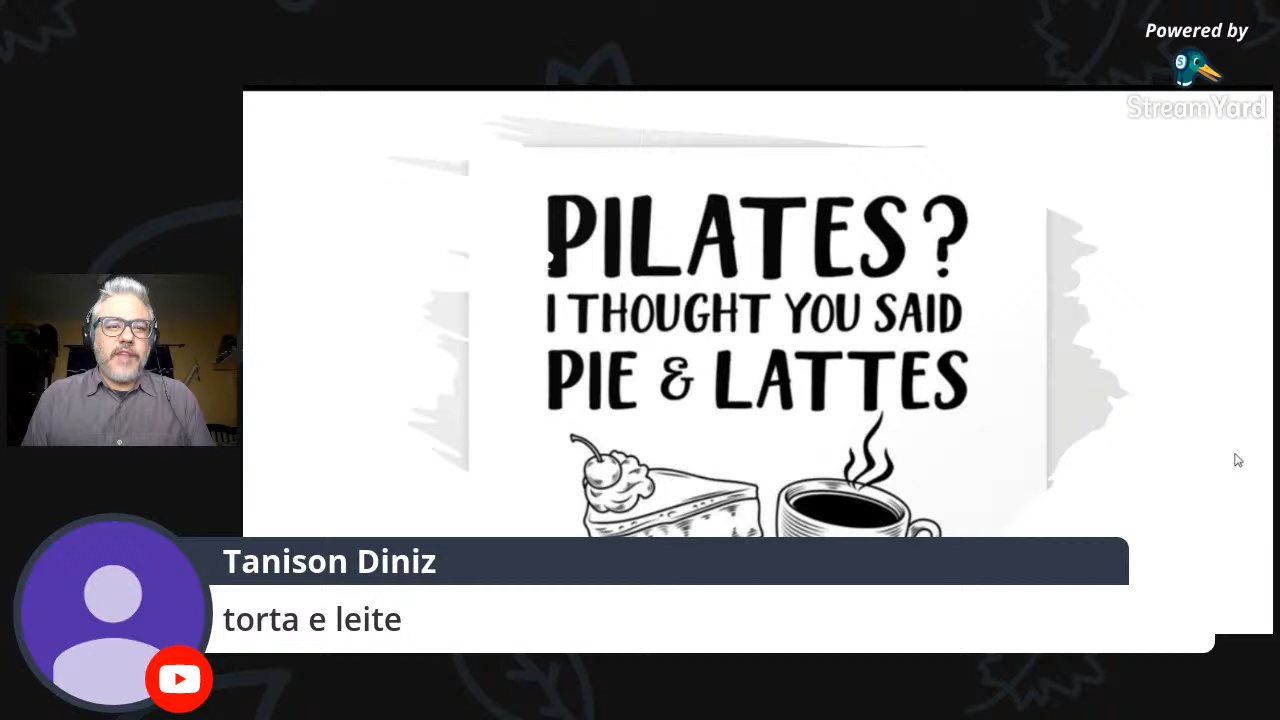 Powered by
StreamYard
PILATES?
I THOUGHT YOU SAID
PIE & LATTES
Tanison Diniz
torta e leite